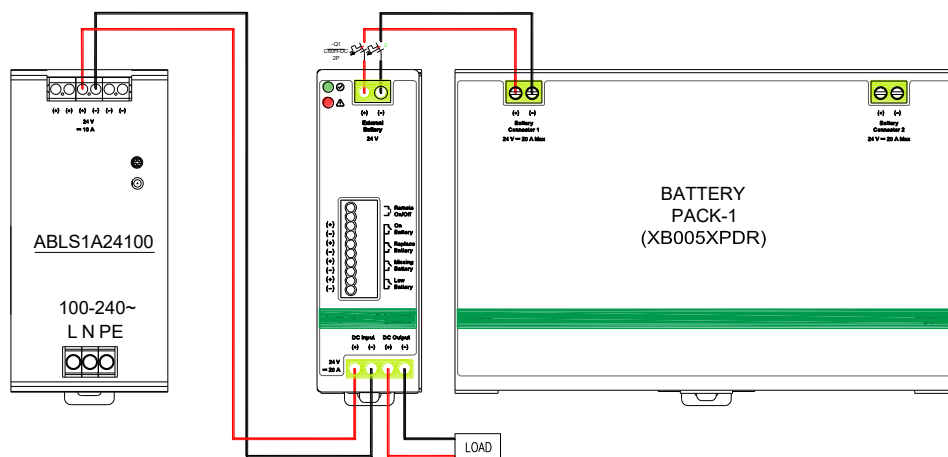 (+) (+) (+) (−) (−) (−)
24 V
⎓ 10 A
ABLS1A24100
100-240~
L N PE
-Q1
C60H-DC
2P
(+) (−)
External
Battery
24 V
Remote
On/Off
(+) On
(−) Battery
(+) Replace
(−) Battery
(+) Missing
(−) Battery
(+) Low
(−) Battery
DC Input DC Output
(+) (−) (+) (−)
24 V
⎓ 20 A
LOAD
(+) (−)
Battery
Connector 1
24 V ⎓ 20 A Max
BATTERY
PACK-1
(XB005XPDR)
(+) (−)
Battery
Connector 2
24 V ⎓ 20 A Max